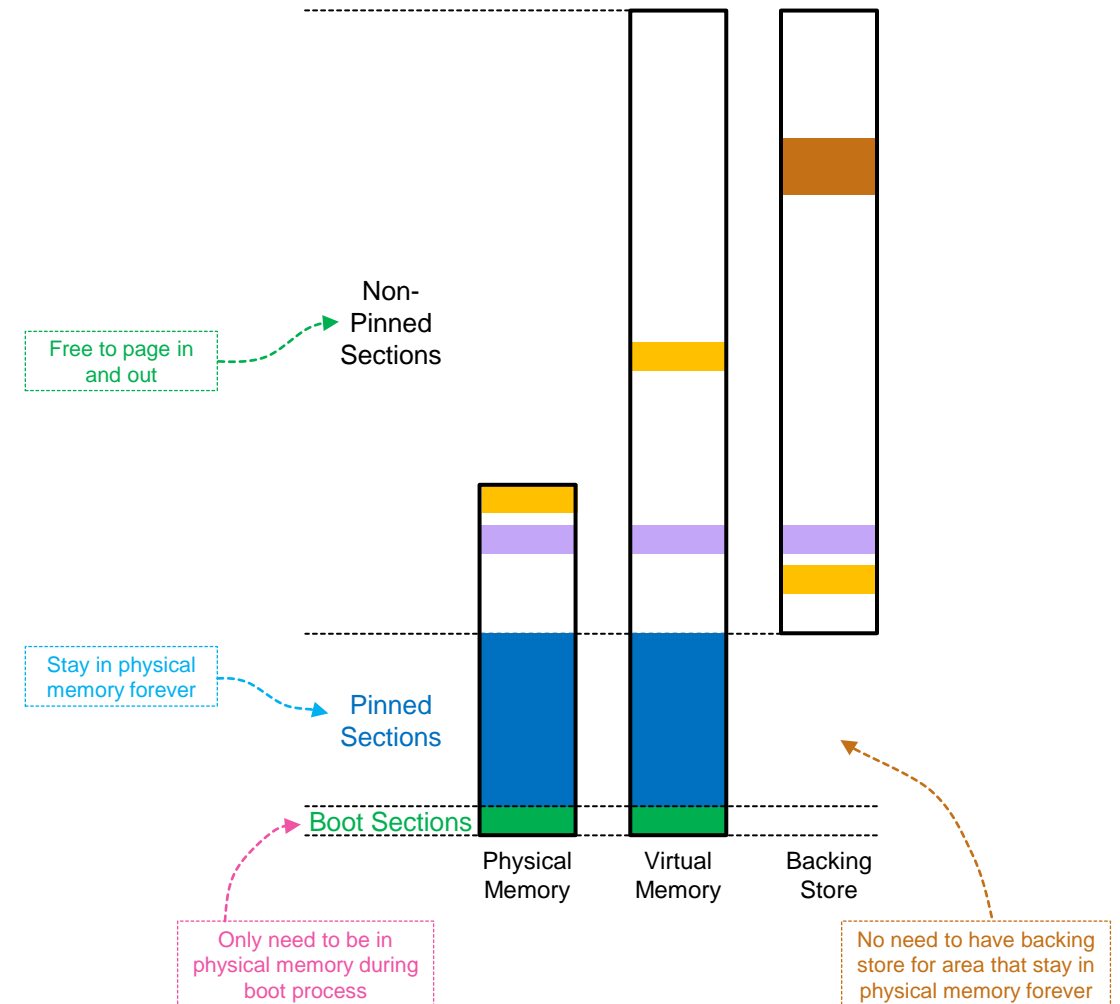 Non-
Pinned
Sections
Free to page in
and out
Stay in physical
memory forever
Pinned
Sections
Boot Sections
Physical
Memory
Virtual
Memory
Backing
Store
Only need to be in
physical memory during
boot process
No need to have backing
store for area that stay in
physical memory forever